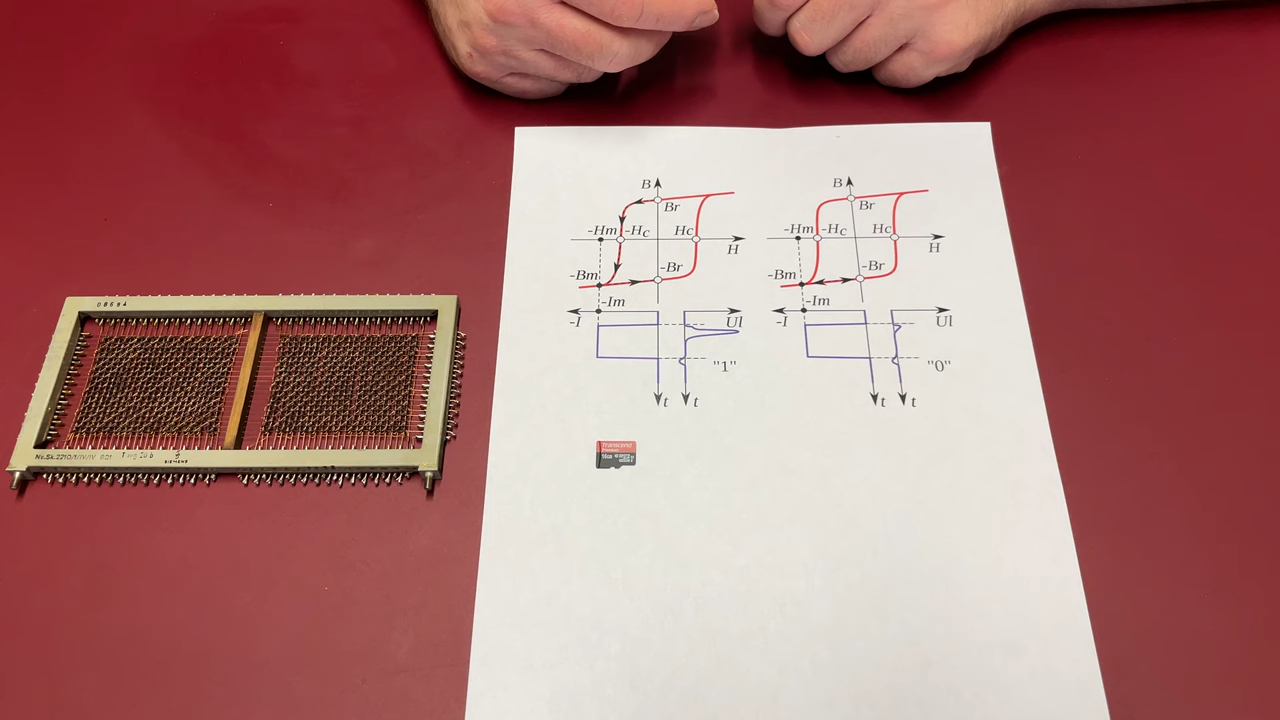 08684
SIEMENS
B
Br
-Hm
-Hc
Hc
H
-Bm
-Br
-Im
-I
Ul
"1"
t
t
B
Br
-Hm
-Hc
Hc
H
-Bm
-Br
-Im
-I
Ul
"0"
t
t
Transcend
16GB